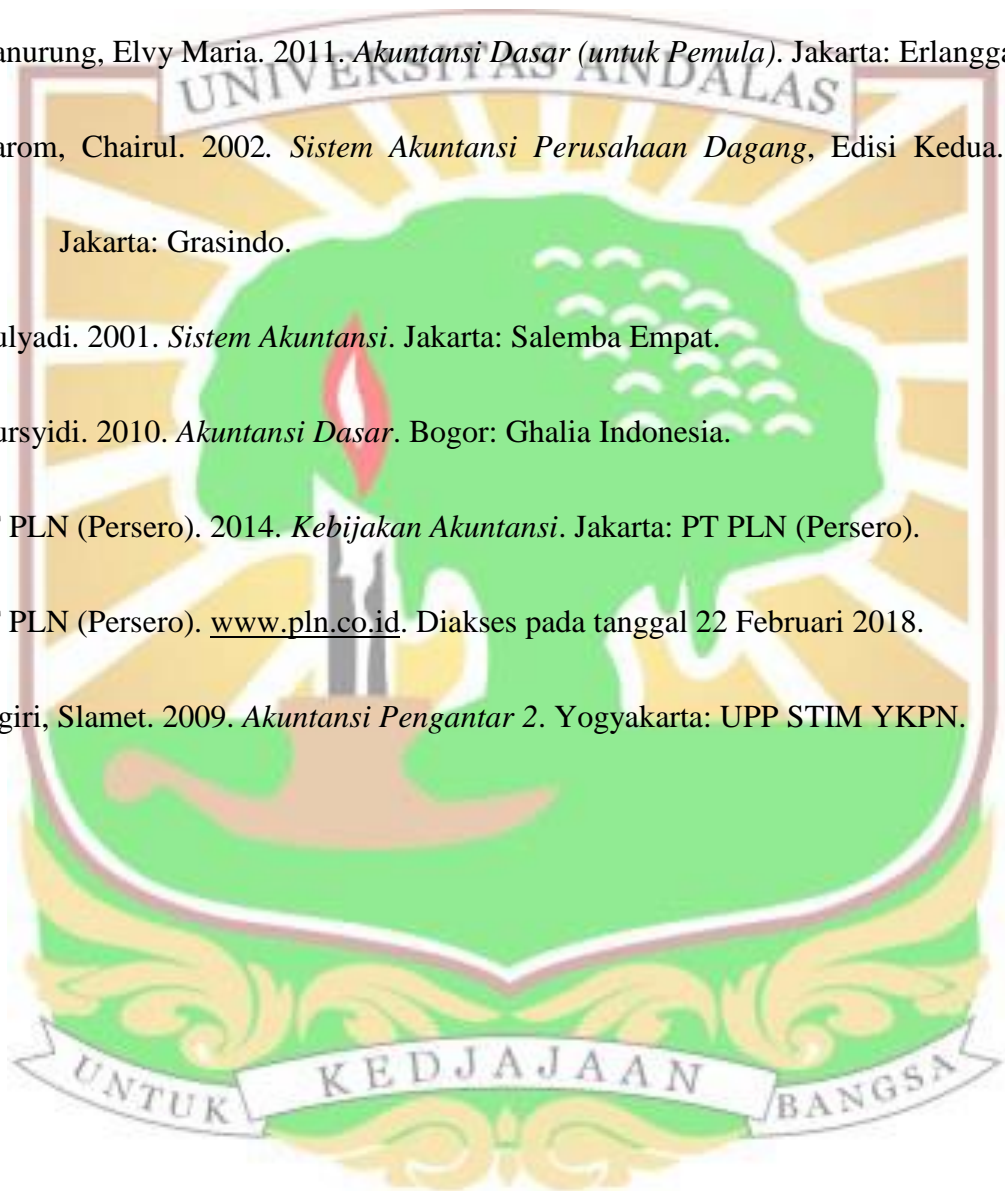 anurung, Elvy Maria. 2011. Akuntansi Dasar (untuk Pemula). Jakarta: Erlangga
UNIVERSITAS ANDALAS
arom, Chairul. 2002. Sistem Akuntansi Perusahaan Dagang, Edisi Kedua.
Jakarta: Grasindo.
ulyadi. 2001. Sistem Akuntansi. Jakarta: Salemba Empat.
ursyidi. 2010. Akuntansi Dasar. Bogor: Ghalia Indonesia.
PLN (Persero). 2014. Kebijakan Akuntansi. Jakarta: PT PLN (Persero).
PLN (Persero). www.pln.co.id. Diakses pada tanggal 22 Februari 2018.
giri, Slamet. 2009. Akuntansi Pengantar 2. Yogyakarta: UPP STIM YKPN.
UNTUK KEDJAJAAN BANGSA